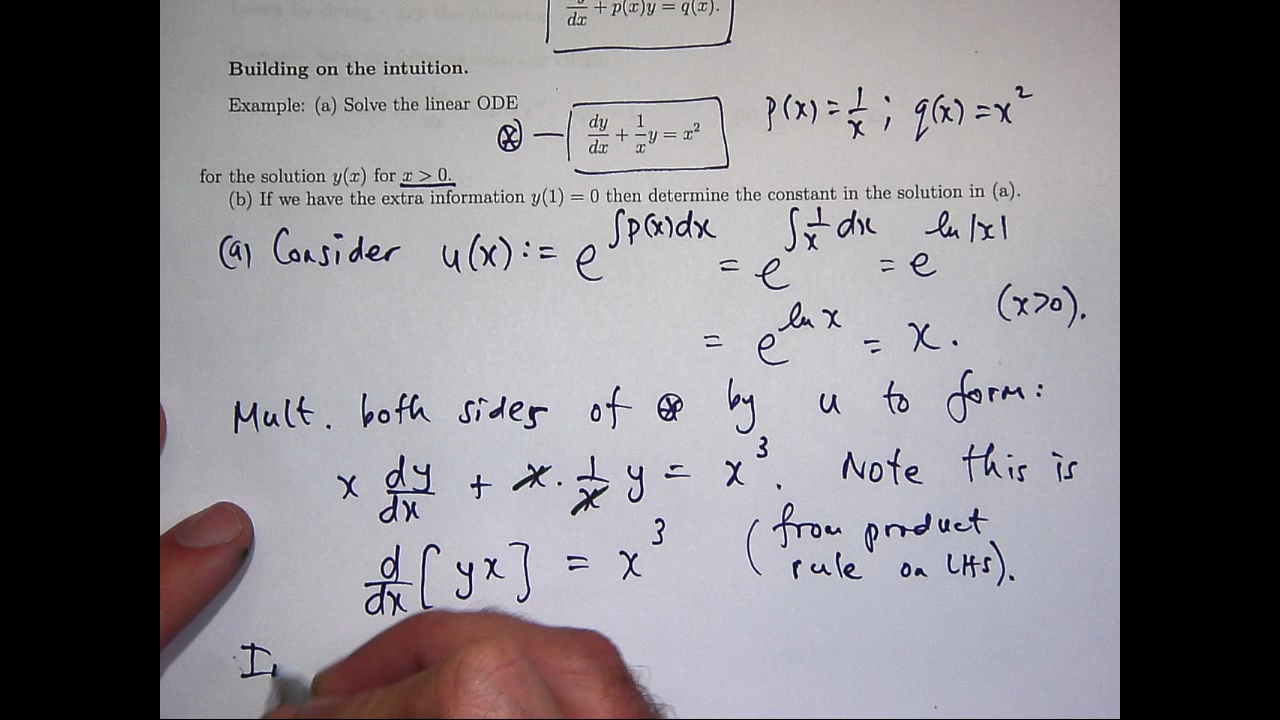 dy/dx + p(x)y = q(x).
Building on the intuition.
Example: (a) Solve the linear ODE
⊛ — dy/dx + 1/x y = x² p(x) = 1/x ; q(x) = x²
for the solution y(x) for x > 0.
(b) If we have the extra information y(1) = 0 then determine the constant in the solution in (a).
(a) Consider u(x) := e^∫p(x)dx = e^∫1/x dx = e^ln|x|
= e^ln x = x. (x>0).
Mult. both sides of ⊛ by u to form:
x dy/dx + x · 1/x y = x³. Note this is
d/dx [yx] = x³ (from product
rule on LHS).